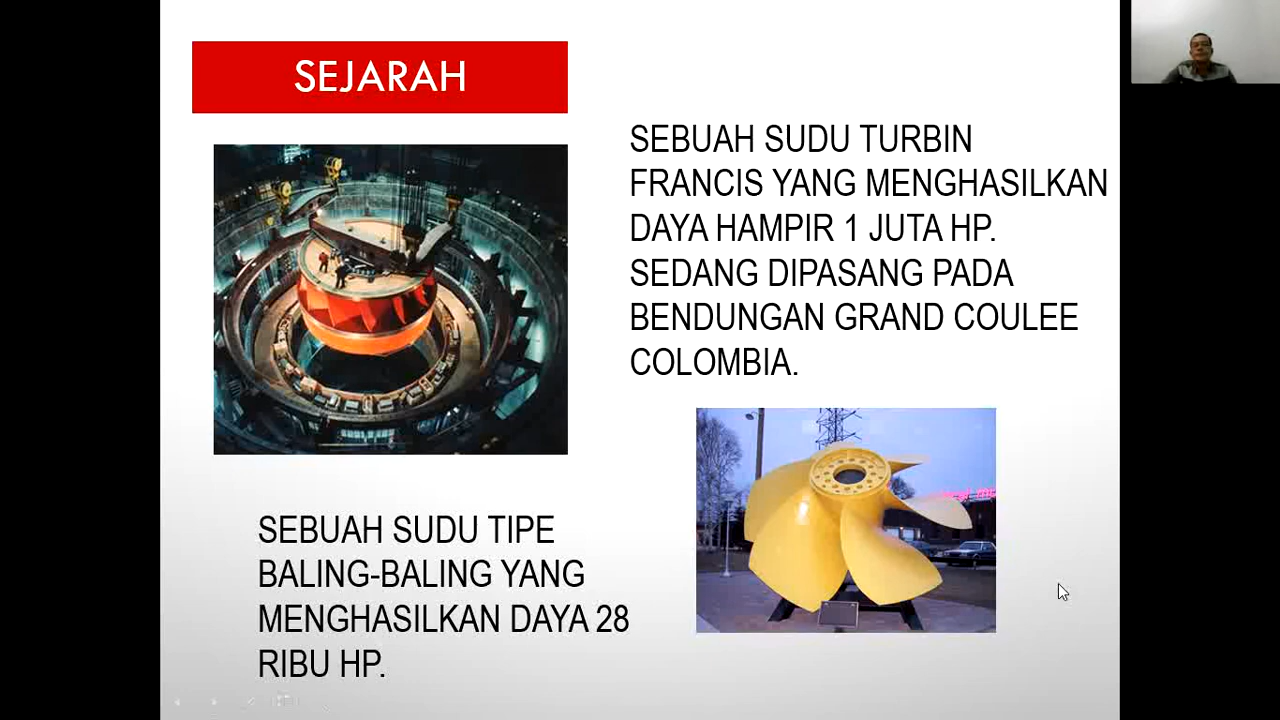 SEJARAH
SEBUAH SUDU TURBIN
FRANCIS YANG MENGHASILKAN
DAYA HAMPIR 1 JUTA HP.
SEDANG DIPASANG PADA
BENDUNGAN GRAND COULEE
COLOMBIA.
SEBUAH SUDU TIPE
BALING-BALING YANG
MENGHASILKAN DAYA 28
RIBU HP.